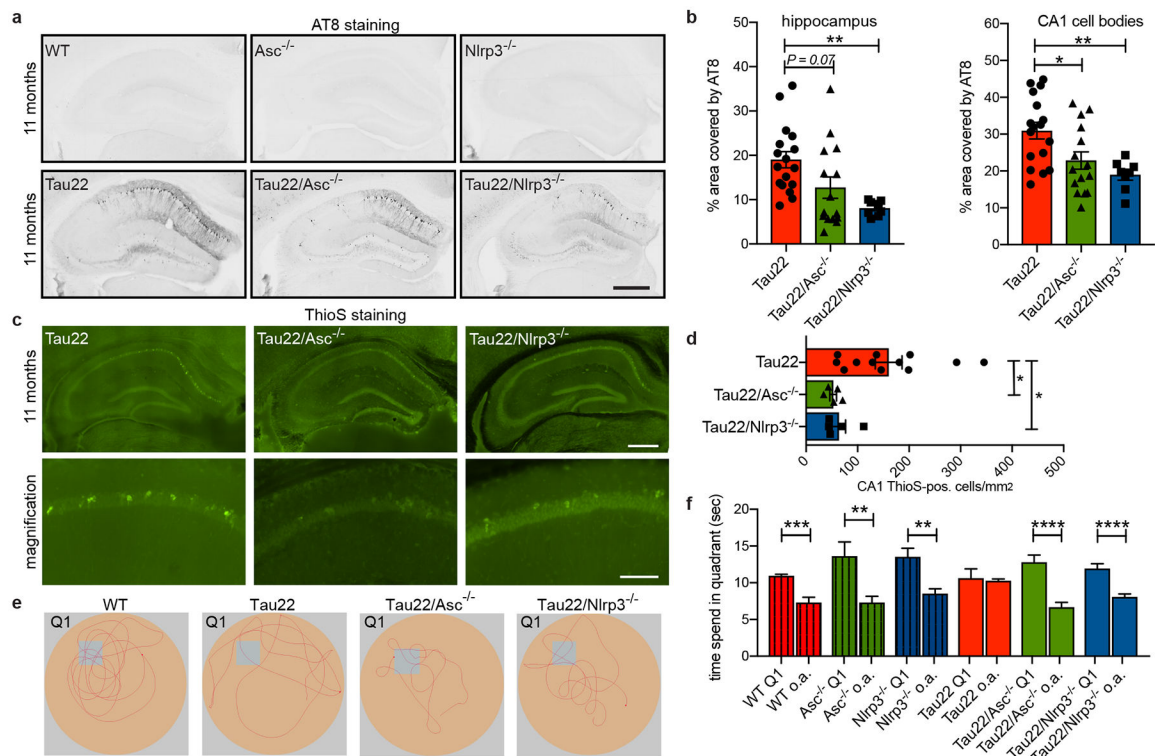 a
AT8 staining
11 months
WT
Asc-/-
Nlrp3-/-
11 months
Tau22
Tau22/Asc-/-
Tau22/Nlrp3-/-
b
hippocampus
% area covered by AT8
50
40
30
20
10
0
**
P = 0.07
Tau22
Tau22/Asc-/-
Tau22/Nlrp3-/-
CA1 cell bodies
% area covered by AT8
60
50
40
30
20
10
0
**
*
Tau22
Tau22/Asc-/-
Tau22/Nlrp3-/-
c
ThioS staining
11 months
Tau22
Tau22/Asc-/-
Tau22/Nlrp3-/-
magnification
d
Tau22
Tau22/Asc-/-
Tau22/Nlrp3-/-
*
*
0
100
200
300
400
500
CA1 ThioS-pos. cells/mm2
e
WT
Tau22
Tau22/Asc-/-
Tau22/Nlrp3-/-
Q1
Q1
Q1
Q1
f
time spend in quadrant (sec)
20
15
10
5
0
***
**
**
****
****
WT Q1
WT o.a.
Asc-/- Q1
Asc-/- o.a.
Nlrp3-/- Q1
Nlrp3-/- o.a.
Tau22 Q1
Tau22 o.a.
Tau22/Asc-/- Q1
Tau22/Asc-/- o.a.
Tau22/Nlrp3-/- Q1
Tau22/Nlrp3-/- o.a.